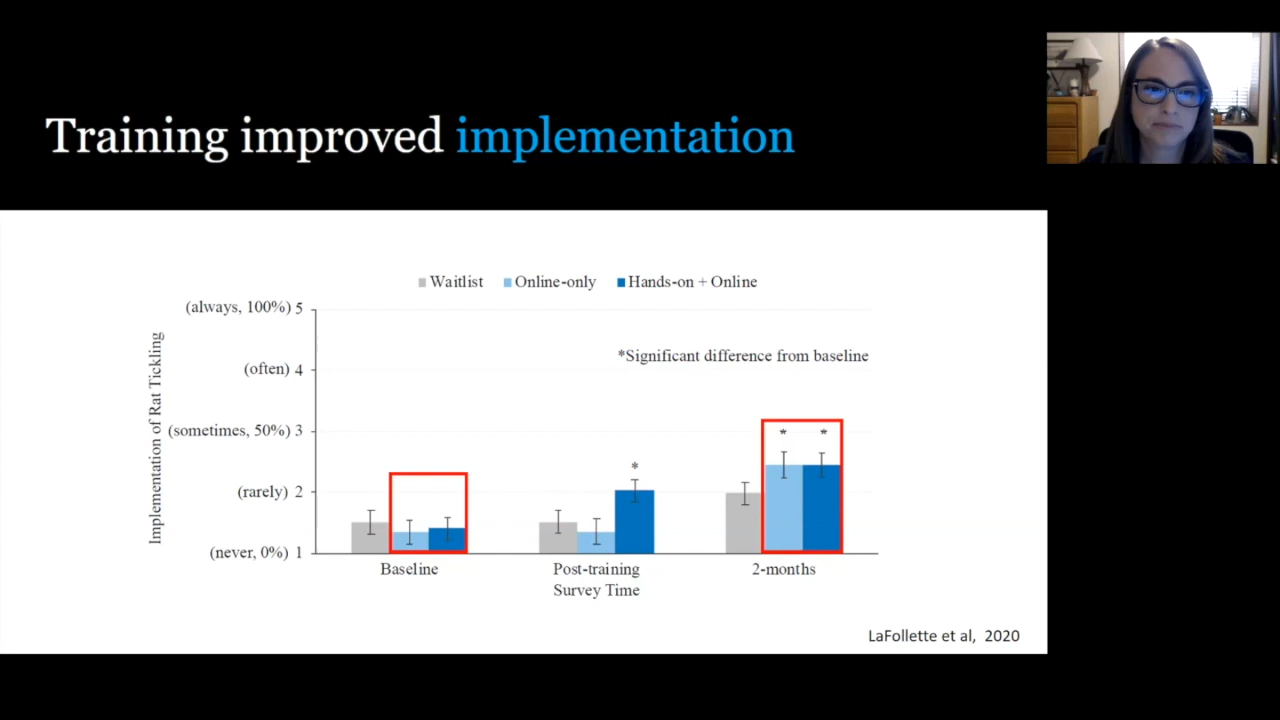 Training improved implementation
Waitlist Online-only Hands-on + Online
(always, 100%) 5
*Significant difference from baseline
(often) 4
Implementation of Rat Tickling
(sometimes, 50%) 3
* *
*
(rarely) 2
(never, 0%) 1
Baseline Post-training 2-months
Survey Time
LaFollette et al, 2020